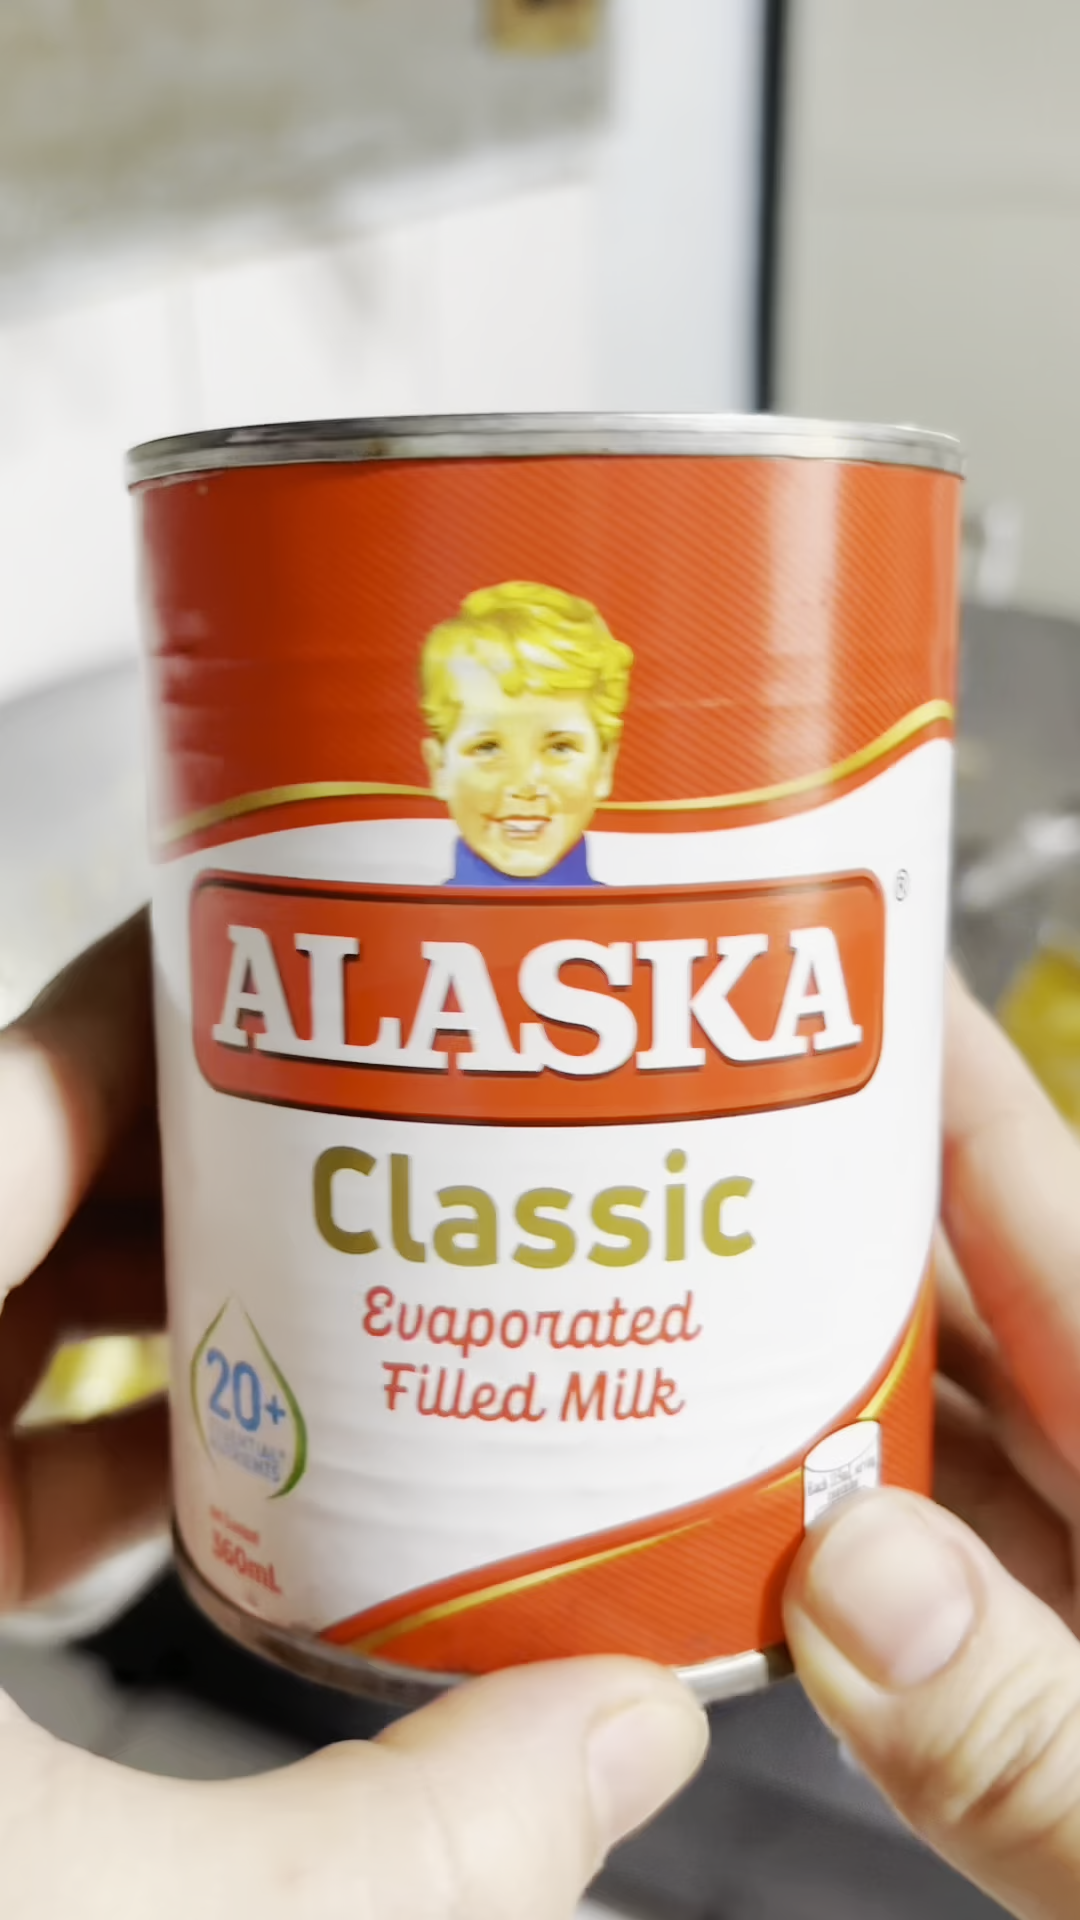 ®
ALASKA
Classic
Evaporated
Filled Milk
20+
360mL